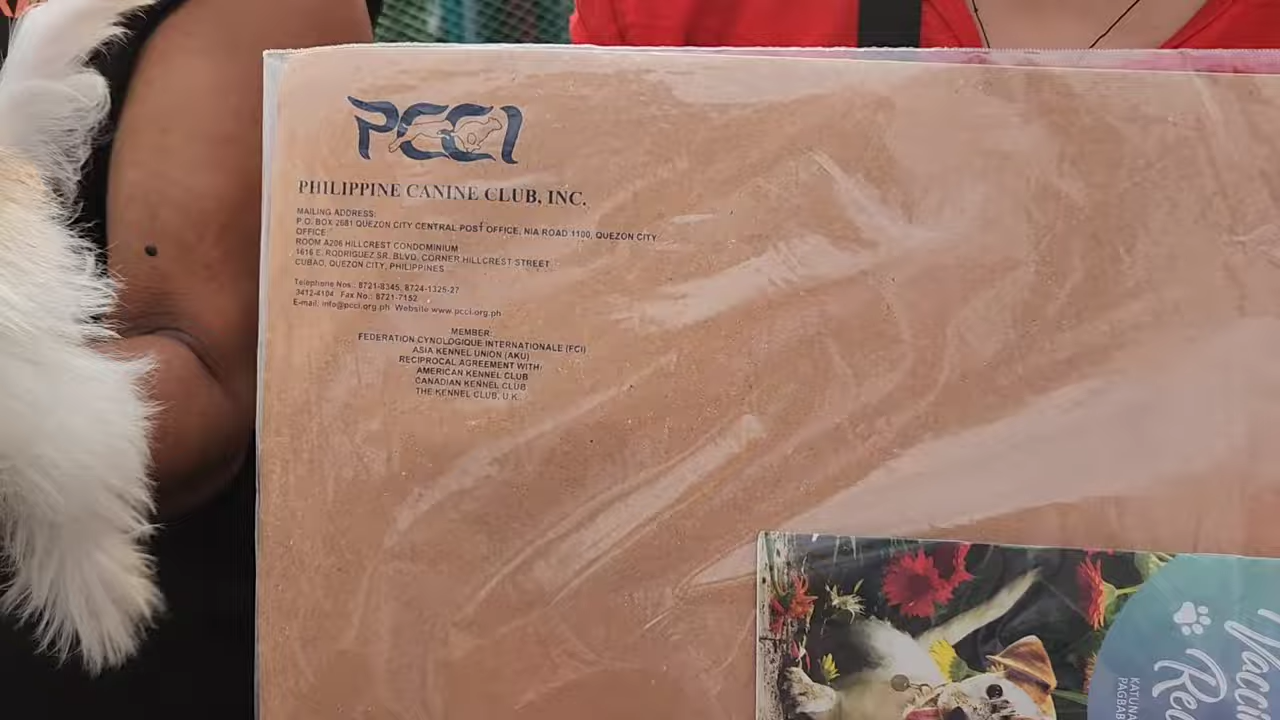 PCCI
PHILIPPINE CANINE CLUB, INC.
MAILING ADDRESS:
P.O. BOX 2681 QUEZON CITY CENTRAL POST OFFICE, NIA ROAD 1100, QUEZON CITY
OFFICE
ROOM A206 HILLCREST CONDOMINIUM
1616 E. RODRIGUEZ SR. BLVD. CORNER HILLCREST STREET
CUBAO, QUEZON CITY, PHILIPPINES
Telephone Nos.: 8721-8345, 8724-1325-27
3412-4104 Fax No.: 8721-7152
E-mail: info@pcci.org.ph Website www.pcci.org.ph
MEMBER:
FEDERATION CYNOLOGIQUE INTERNATIONALE (FCI)
ASIA KENNEL UNION (AKU)
RECIPROCAL AGREEMENT WITH:
AMERICAN KENNEL CLUB
CANADIAN KENNEL CLUB
THE KENNEL CLUB, U.K.